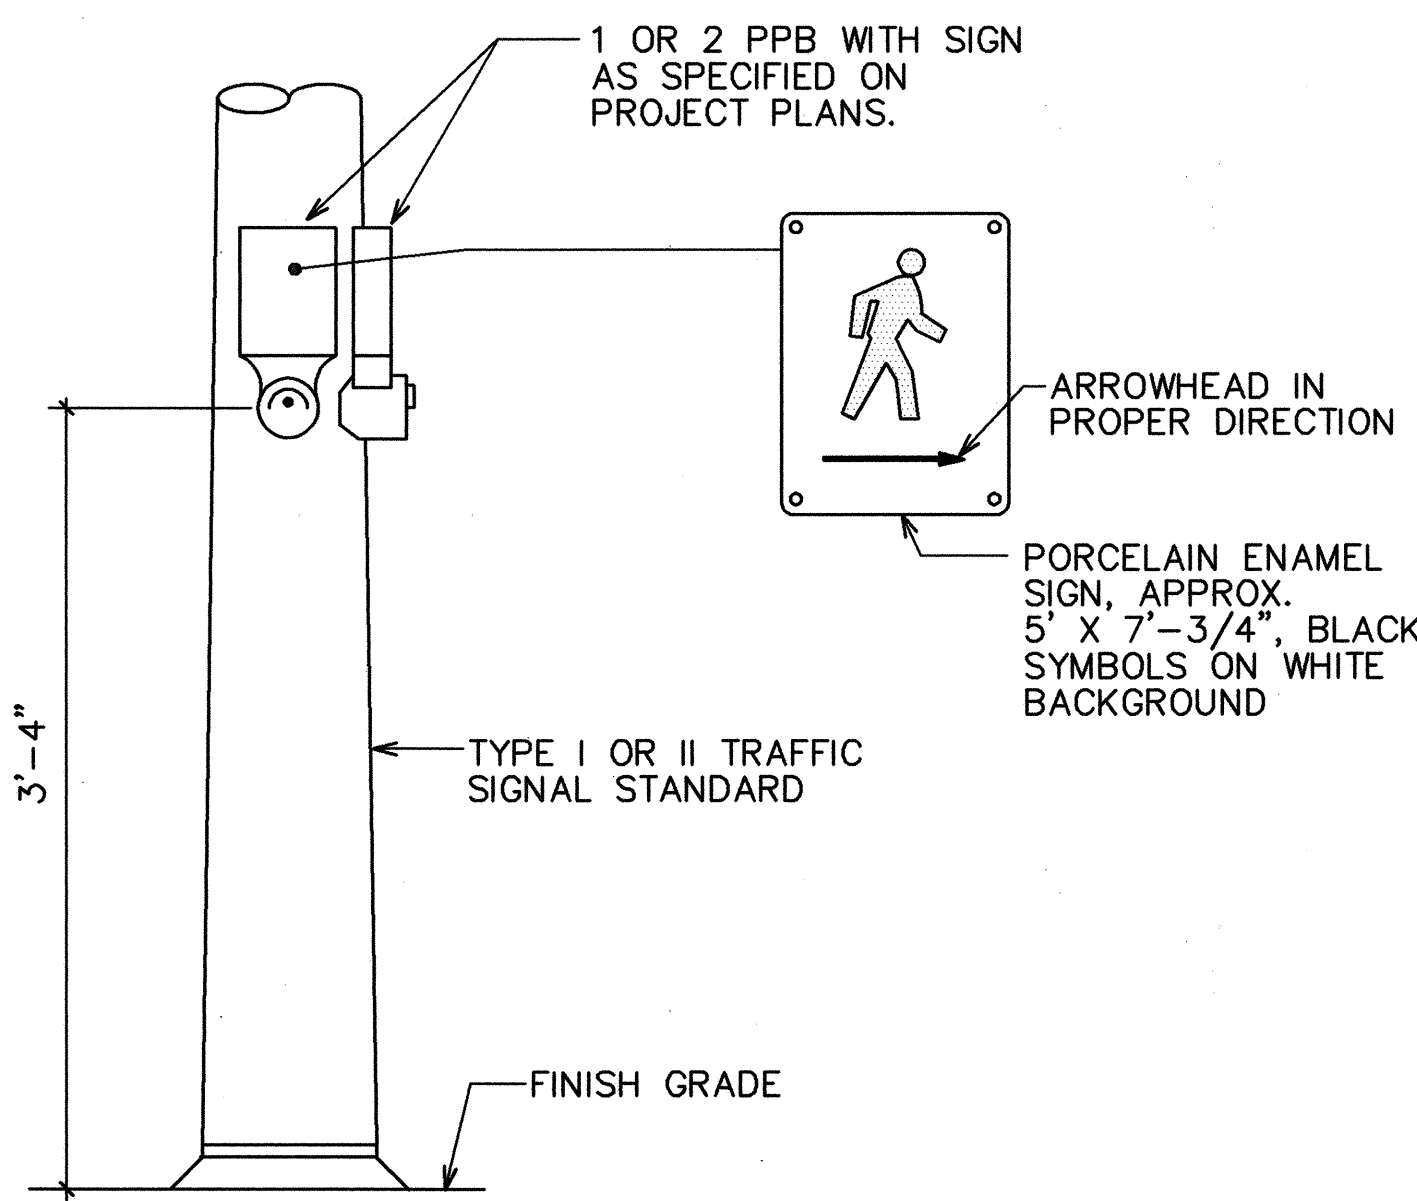 1 OR 2 PPB WITH SIGN
AS SPECIFIED ON
PROJECT PLANS.
ARROWHEAD IN
PROPER DIRECTION
PORCELAIN ENAMEL
SIGN, APPROX.
5' X 7'-3/4", BLACK
SYMBOLS ON WHITE
BACKGROUND
3'-4"
TYPE I OR II TRAFFIC
SIGNAL STANDARD
FINISH GRADE